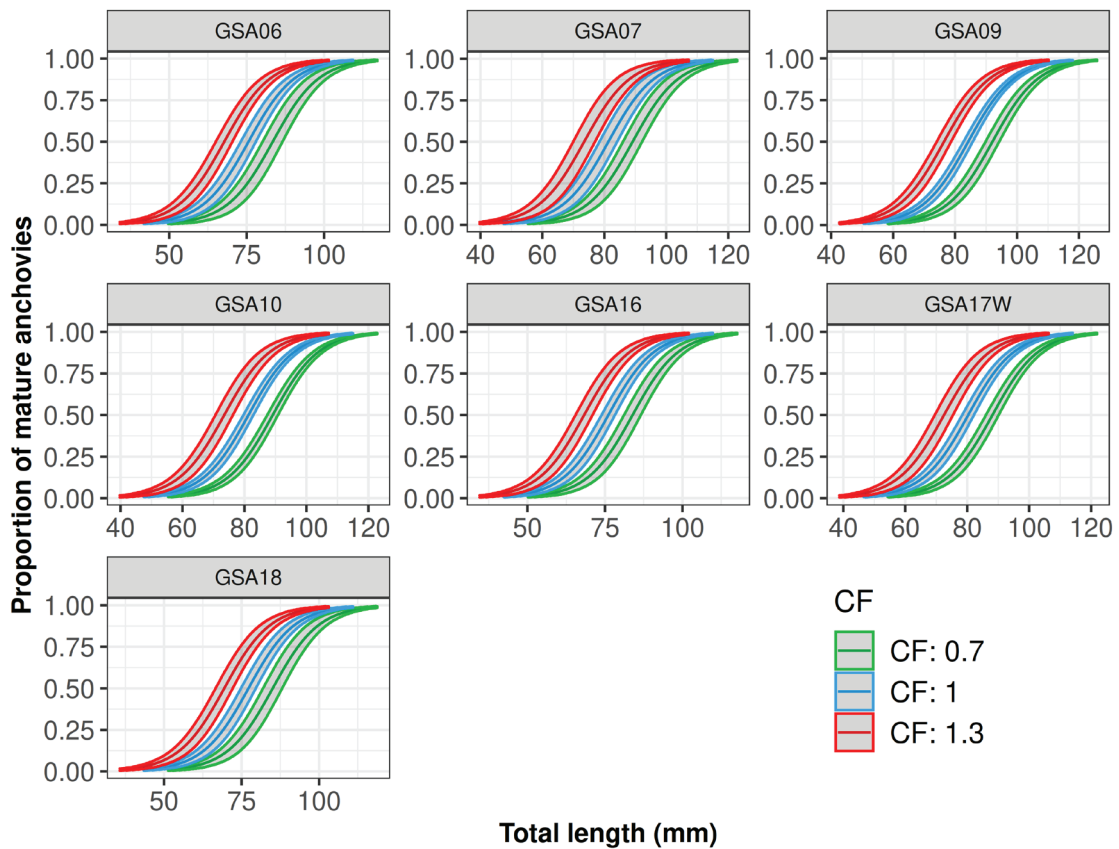 GSA06 GSA07 GSA09
1.00 1.00 1.00
0.75 0.75 0.75
0.50 0.50 0.50
0.25 0.25 0.25
0.00 0.00 0.00
50 75 100 40 60 80 100 120 40 60 80 100 120
GSA10 GSA16 GSA17W
1.00 1.00 1.00
0.75 0.75 0.75
0.50 0.50 0.50
0.25 0.25 0.25
0.00 0.00 0.00
40 60 80 100 120 50 75 100 40 60 80 100 120
GSA18
1.00
0.75
0.50
0.25
0.00
50 75 100
Proportion of mature anchovies
Total length (mm)
CF
CF: 0.7
CF: 1
CF: 1.3